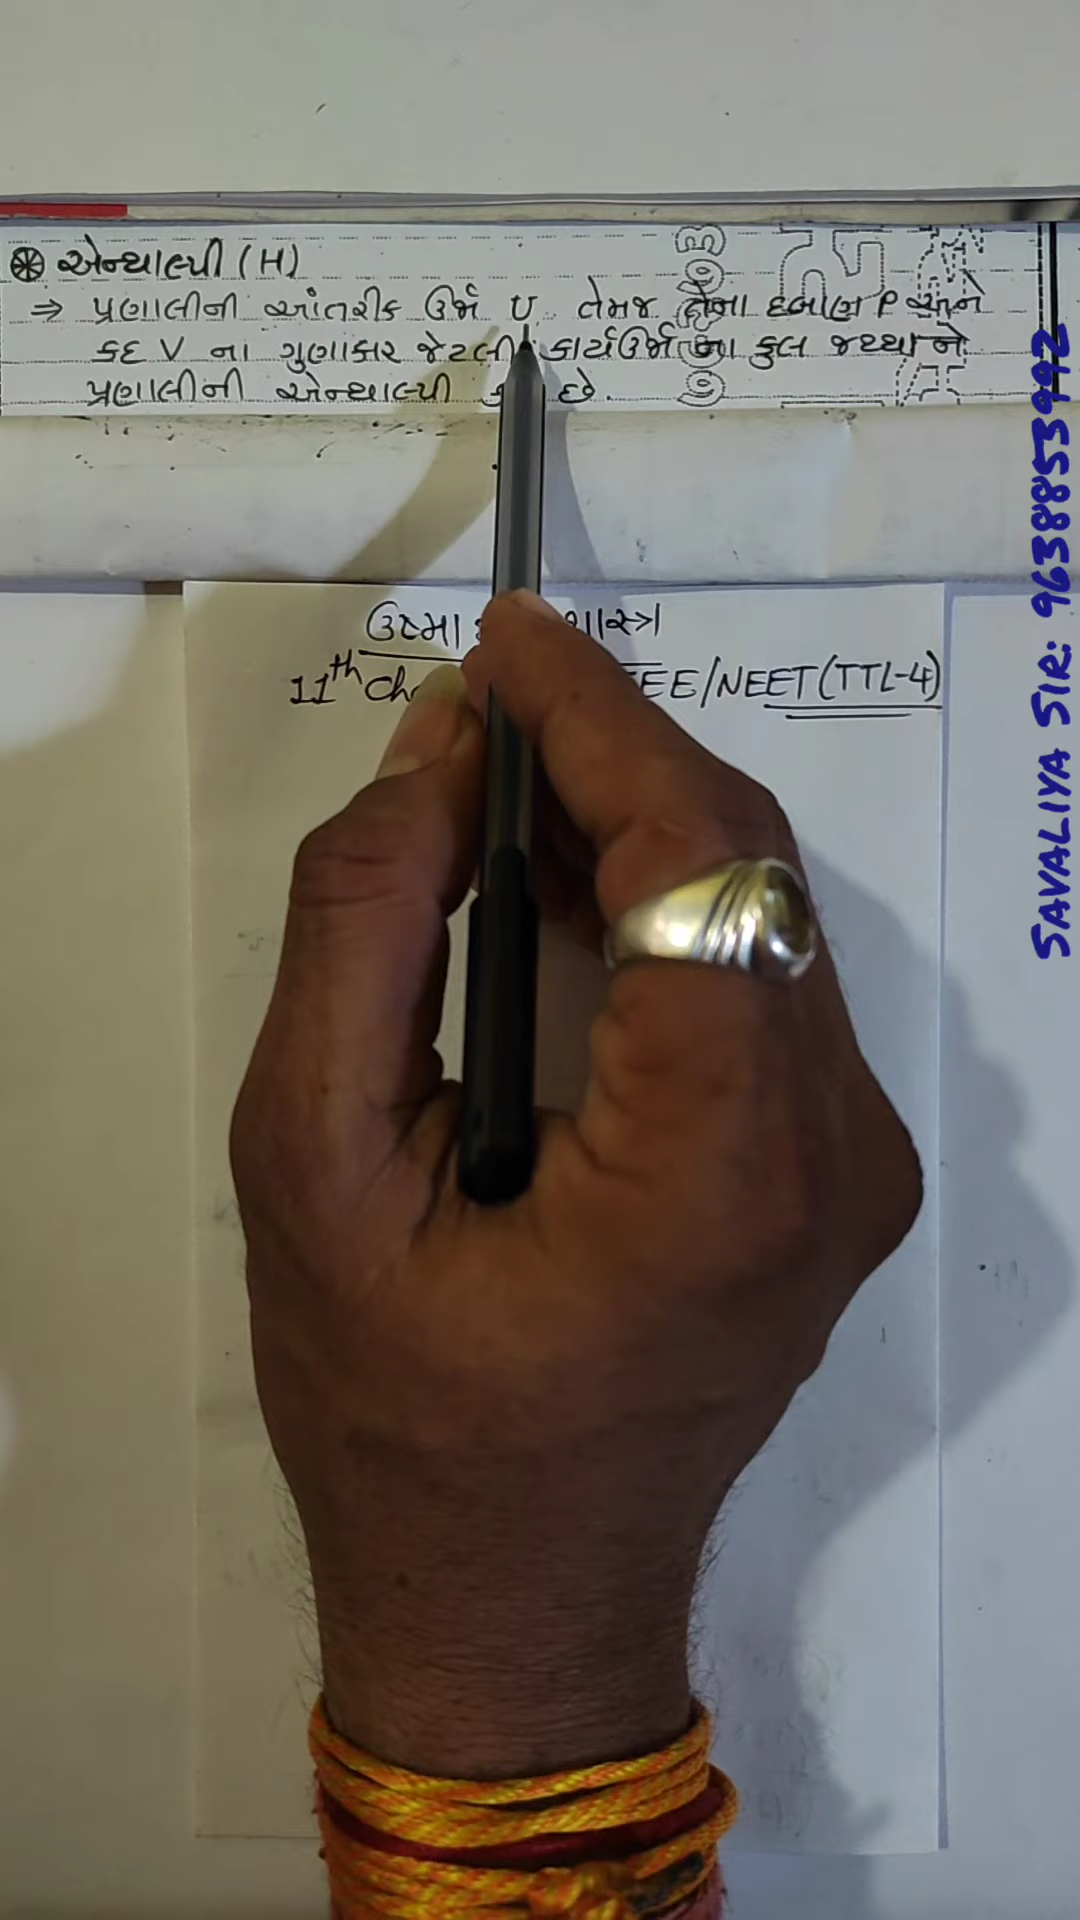 એન્થાલ્પી (H)
⇒ પ્રણાલીની આંતરીક ઉર્જા U તેમજ તેના દબાણ P અને
કદ V ના ગુણાકાર જેટલી કાર્યઉર્જા ના કુલ જથ્થાને
પ્રણાલીની એન્થાલ્પી છે.
ઉષ્મા
11th EE/NEET (TTL-4)
SAVALIYA SIR: 9638853992